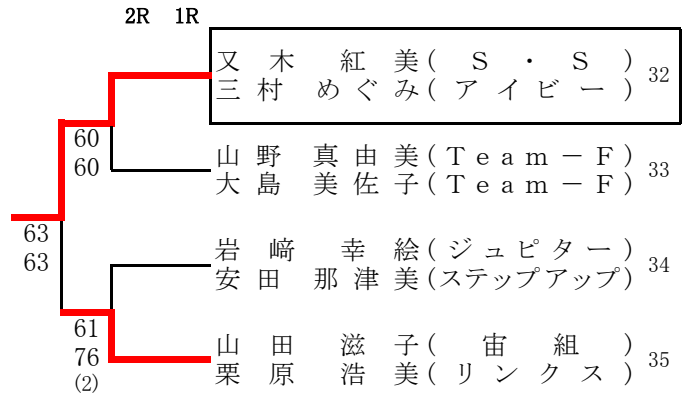 2R 1R
又木 紅美(S・S)
三村 めぐみ(アイビー)
32
60
60
山野 真由美(Team-F)
大島 美佐子(Team-F)
33
63
63
岩﨑 幸絵(ジュピター)
安田 那津美(ステップアップ)
34
61
76
(2)
山田 滋子(宙組)
栗原 浩美(リンクス)
35